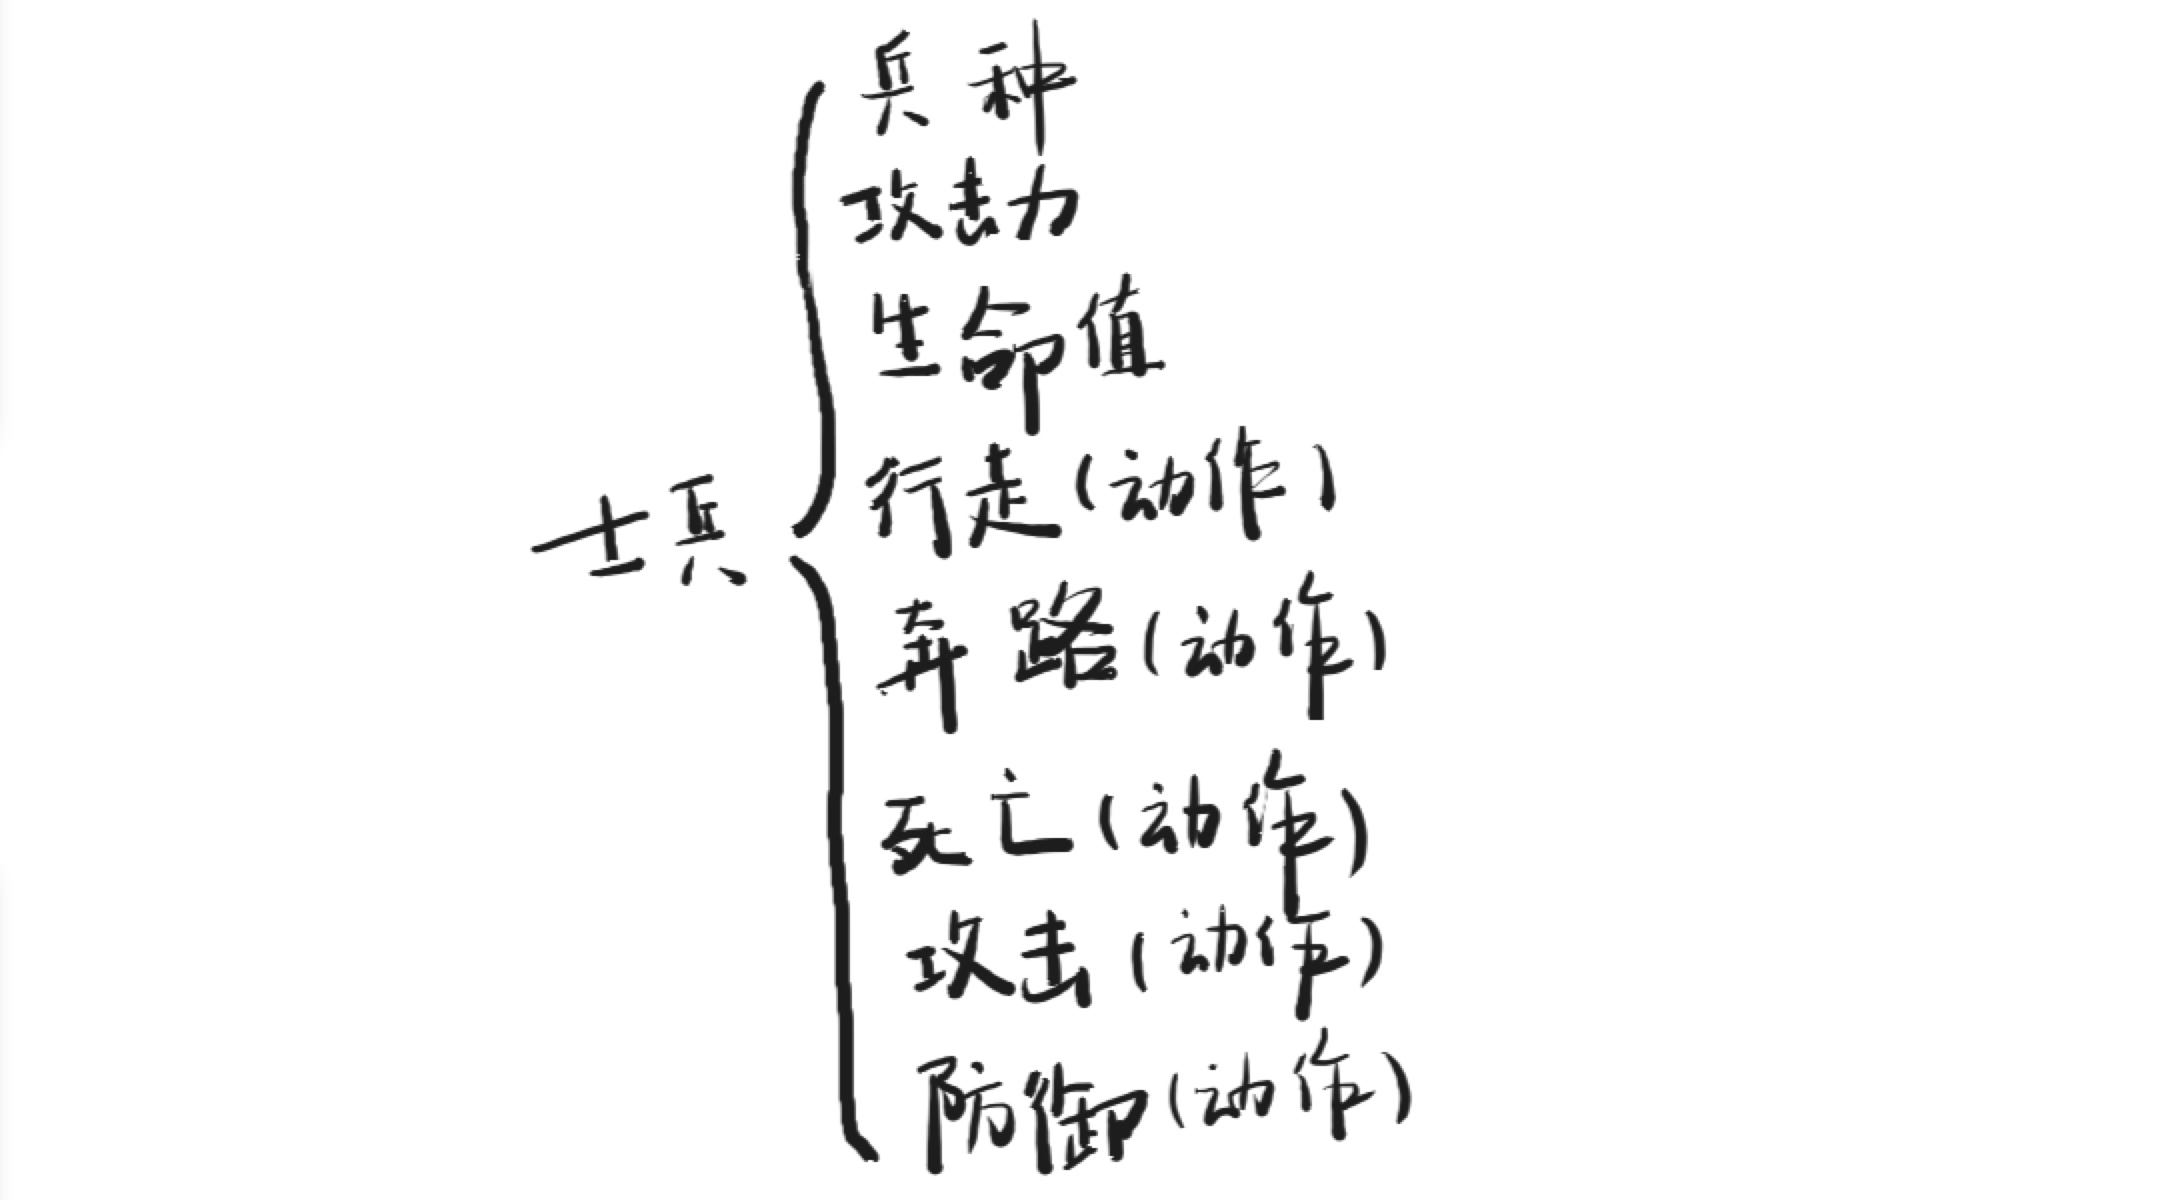 士兵
兵种
攻击力
生命值
行走(动作)
奔路(动作)
死亡(动作)
攻击(动作)
防御(动作)